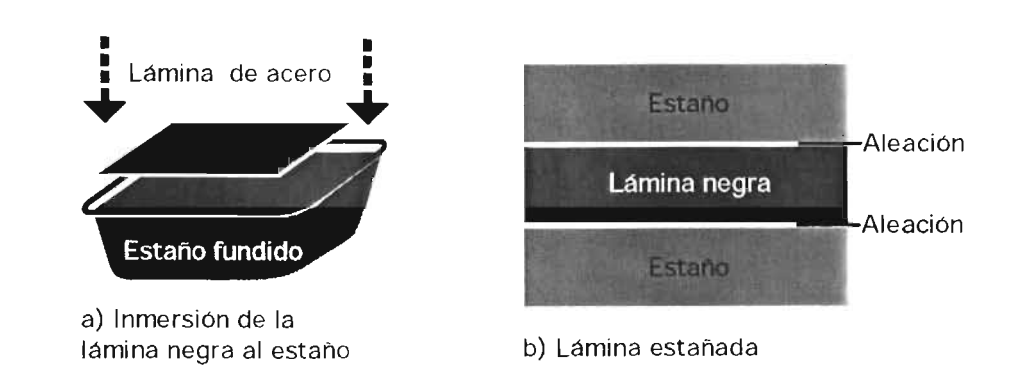 Lámina de acero
Estaño fundido
a) Inmersión de la
lámina negra al estaño
Estaño
Aleación
Lámina negra
Aleación
Estaño
b) Lámina estañada